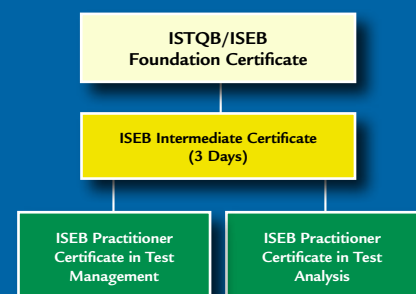 ISTQB/ISEB
Foundation Certificate
ISEB Intermediate Certificate
(3 Days)
ISEB Practitioner
Certificate in Test
Management
ISEB Practitioner
Certificate in Test
Analysis